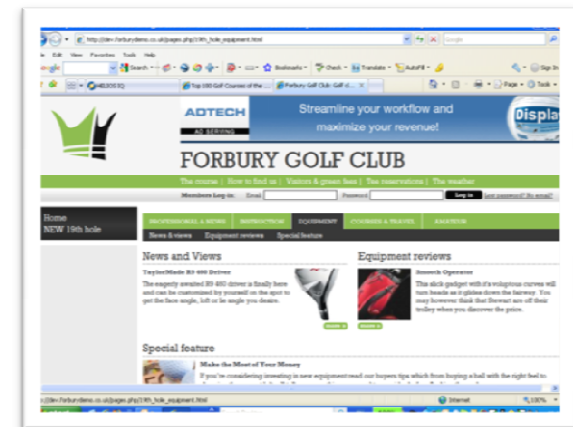 http://dev.forburydemo.co.uk/pages.php/19th_hole_equipment.html
Edit View Favorites Tools Help
Search
Bookmarks
Check
Translate
AutoFill
HELIOS IQ
Top 100 Golf Courses of the ...
Forbury Golf Club: Golf d...
Page
Tools
ADTECH
AD SERVING
Streamline your workflow and
maximize your revenue!
Displa
FORBURY GOLF CLUB
The course | How to find us | Visitors & green fees | Tee reservations | The weather
Members Log-in. Email Password Log in Lost password? No email?
Home
NEW 19th hole
PROFESSIONAL & NEWS INSTRUCTION EQUIPMENT COURSES & TRAVEL AMATEUR
News & views Equipment reviews Special feature
News and Views
TaylorMade R9 460 Driver
The eagerly awaited R9 460 driver is finally here
and can be customized by yourself on the spot to
get the face angle, loft or lie angle you desire.
more »
Equipment reviews
Smooth Operator
This slick gadget with it's voluptous curves will
turn heads as it glides down the fairway. You
may however think that Stewart are off their
trolley when you discover the price.
more »
Special feature
Make the Most of Your Money
If you're considering investing in new equipment read our buyers tips which from buying a ball with the right feel to
Internet
100%